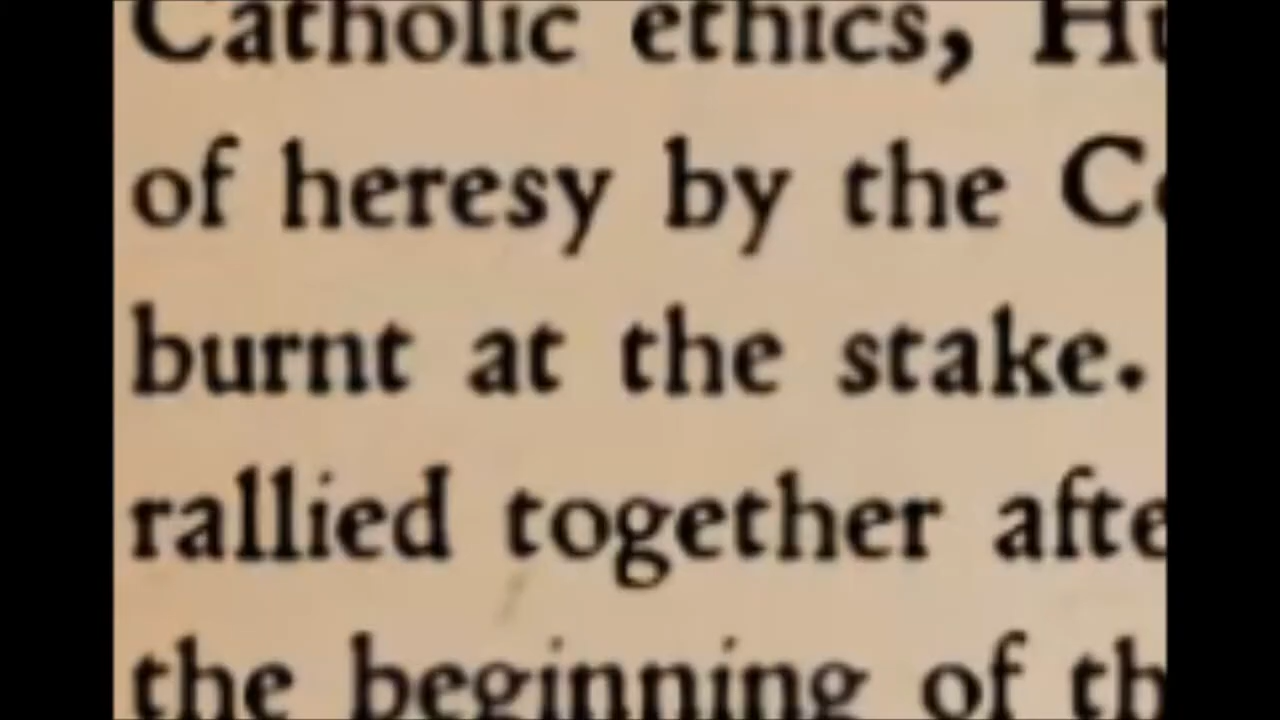 Catholic ethics,
of heresy by the
burnt at the stake.
rallied together
the beginning of